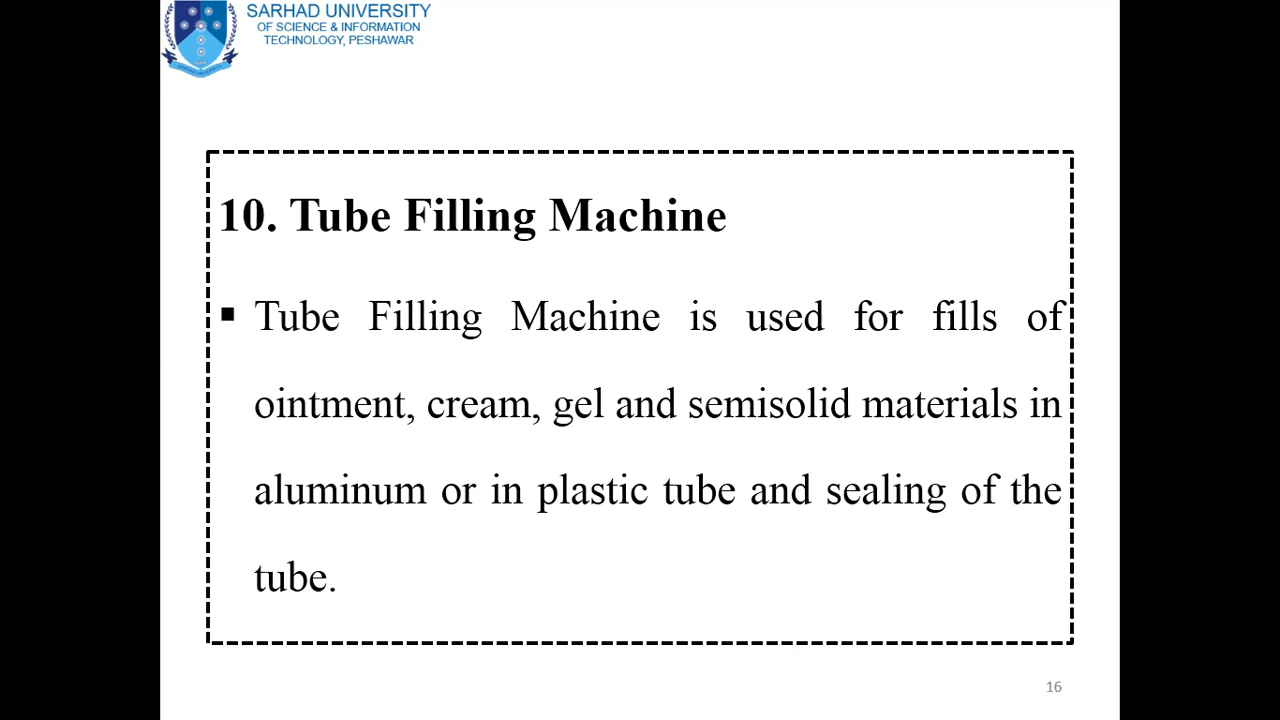 SARHAD UNIVERSITY
OF SCIENCE & INFORMATION
TECHNOLOGY, PESHAWAR
10. Tube Filling Machine
▪ Tube Filling Machine is used for fills of
ointment, cream, gel and semisolid materials in
aluminum or in plastic tube and sealing of the
tube.
16